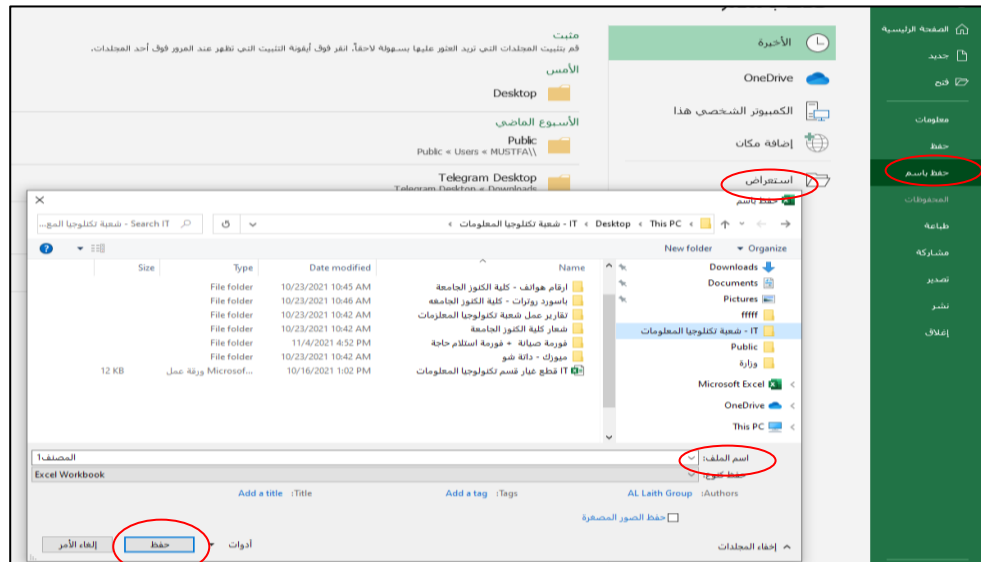 الصفحة الرئيسية
جديد
فتح
معلومات
حفظ
حفظ باسم
المحفوظات
طباعة
مشاركة
تصدير
نشر
إغلاق
الأخيرة
OneDrive
الكمبيوتر الشخصي هذا
إضافة مكان
استعراض
مثبت
قم بتثبيت المجلدات التي تريد العثور عليها بسهولة لاحقاً. انقر فوق أيقونة التثبيت التي تظهر عند المرور فوق أحد المجلدات.
الأمس
Desktop
الأسبوع الماضي
Public
Public « Users « MUSTFA\\
Telegram Desktop
Telegram Desktop « Downloads
حفظ باسم
This PC › Desktop › IT - شعبة تكنلوجيا المعلومات
Search IT - شعبة تكنلوجيا المع...
Organize New folder
Name Date modified Type Size
Downloads
Documents
Pictures
fffff
IT - شعبة تكنلوجيا المعلومات
Public
وزارة
Microsoft Excel
OneDrive
This PC
ارقام هواتف - كلية الكنوز الجامعة 10/23/2021 10:45 AM File folder
باسورد روترات - كلية الكنوز الجامعه 10/23/2021 10:46 AM File folder
تقارير عمل شعبة تكنولوجيا المعلزمات 10/23/2021 10:42 AM File folder
شعار كلية الكنوز الجامعة 10/23/2021 10:42 AM File folder
فورمة صيانة + فورمة استلام حاجة 11/4/2021 4:52 PM File folder
ميوزك - داتة شو 10/23/2021 10:42 AM File folder
IT قطع غيار قسم تكنولوجيا المعلومات 10/16/2021 1:02 PM ورقة عمل Microsof... 12 KB
اسم الملف: المصنف1
حفظ كنوع: Excel Workbook
Authors: AL Laith Group Tags: Add a tag Title: Add a title
حفظ الصور المصغرة
إخفاء المجلدات أدوات حفظ إلغاء الأمر